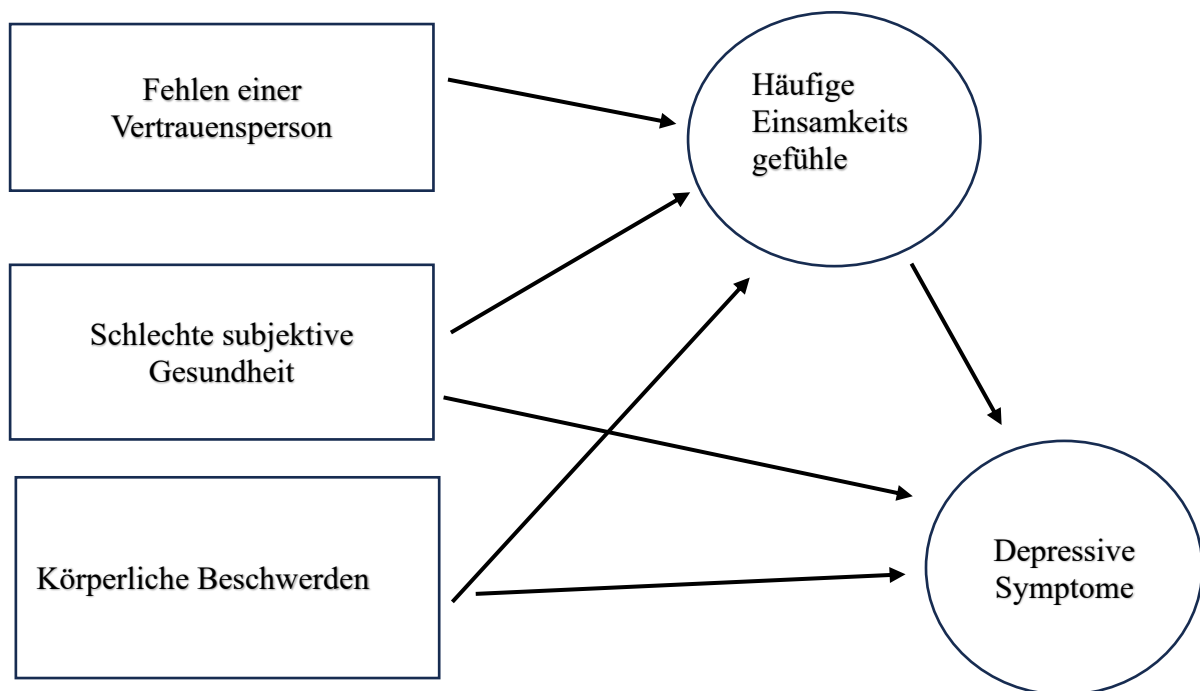 Fehlen einer
Vertrauensperson
Häufige
Einsamkeits
gefühle
Schlechte subjektive
Gesundheit
Körperliche Beschwerden
Depressive
Symptome